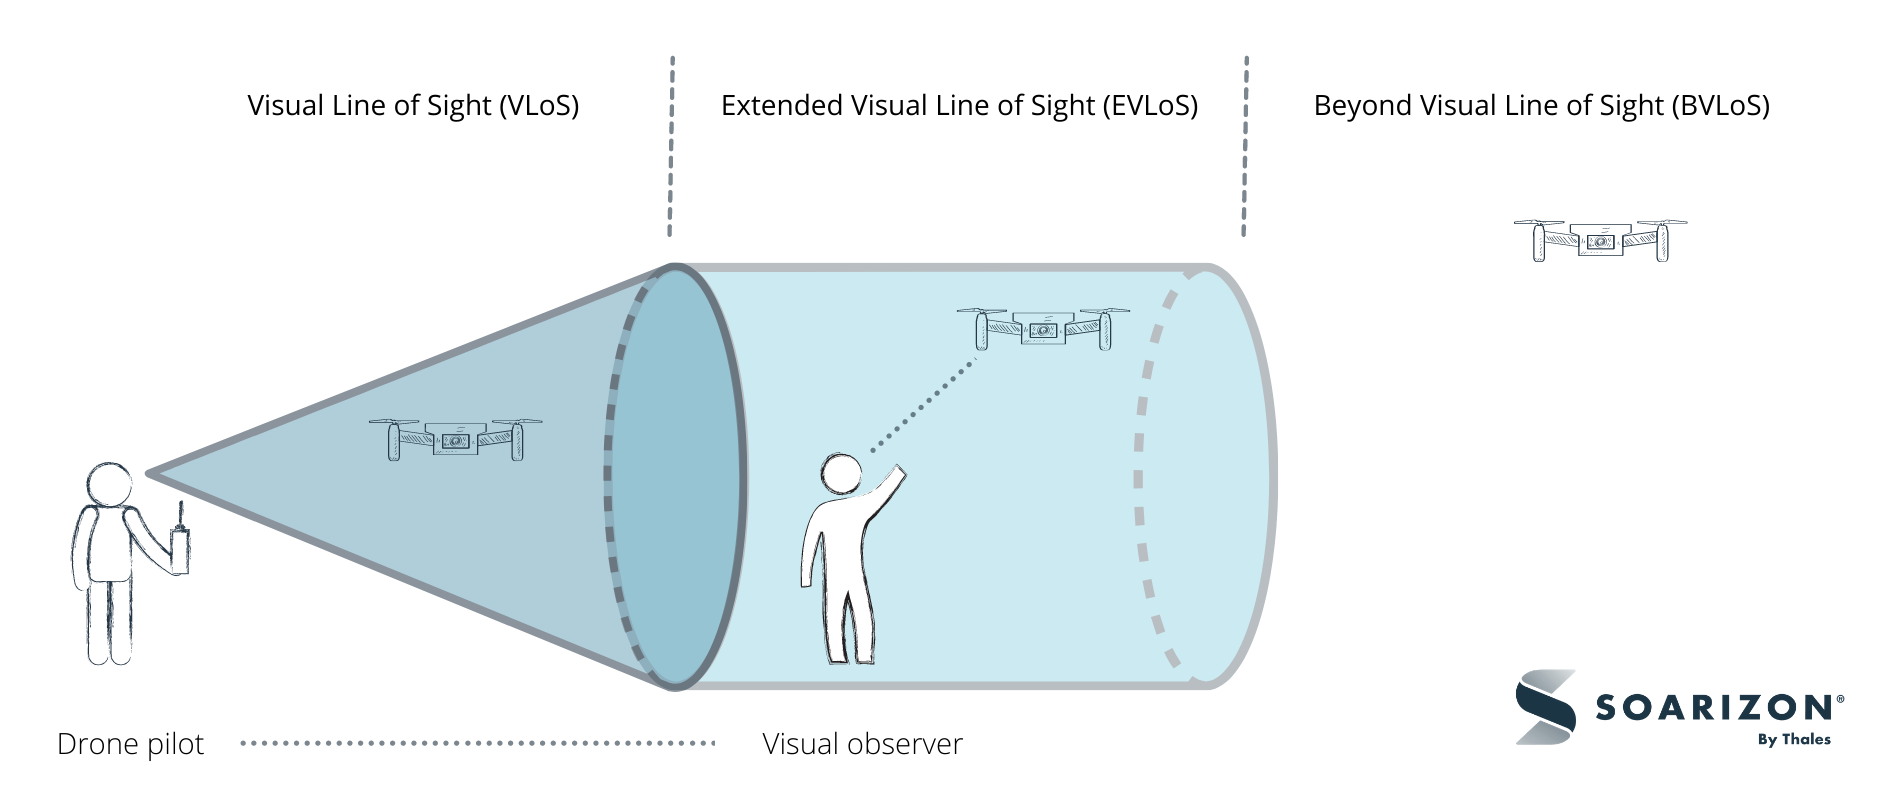 Visual Line of Sight (VLoS)
Extended Visual Line of Sight (EVLoS)
Beyond Visual Line of Sight (BVLoS)
Drone pilot
Visual observer
SOARIZON®
By Thales